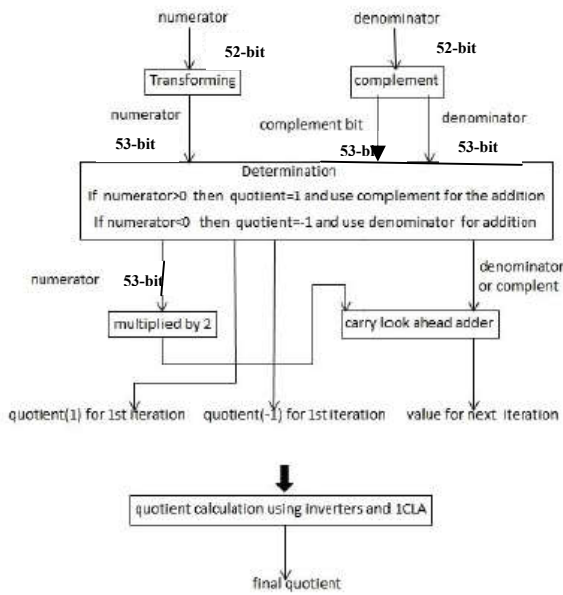 numerator
denominator
52-bit
52-bit
Transforming
complement
numerator
complement bit
denominator
53-bit
53-bit
53-bit
Determination
If numerator>0 then quotient=1 and use complement for the addition
If numerator<0 then quotient=-1 and use denominator for addition
numerator
53-bit
denominator
or complent
multiplied by 2
carry look ahead adder
quotient(1) for 1st iteration
quotient(-1) for 1st iteration
value for next iteration
quotient calculation using Inverters and 1CLA
final quotient